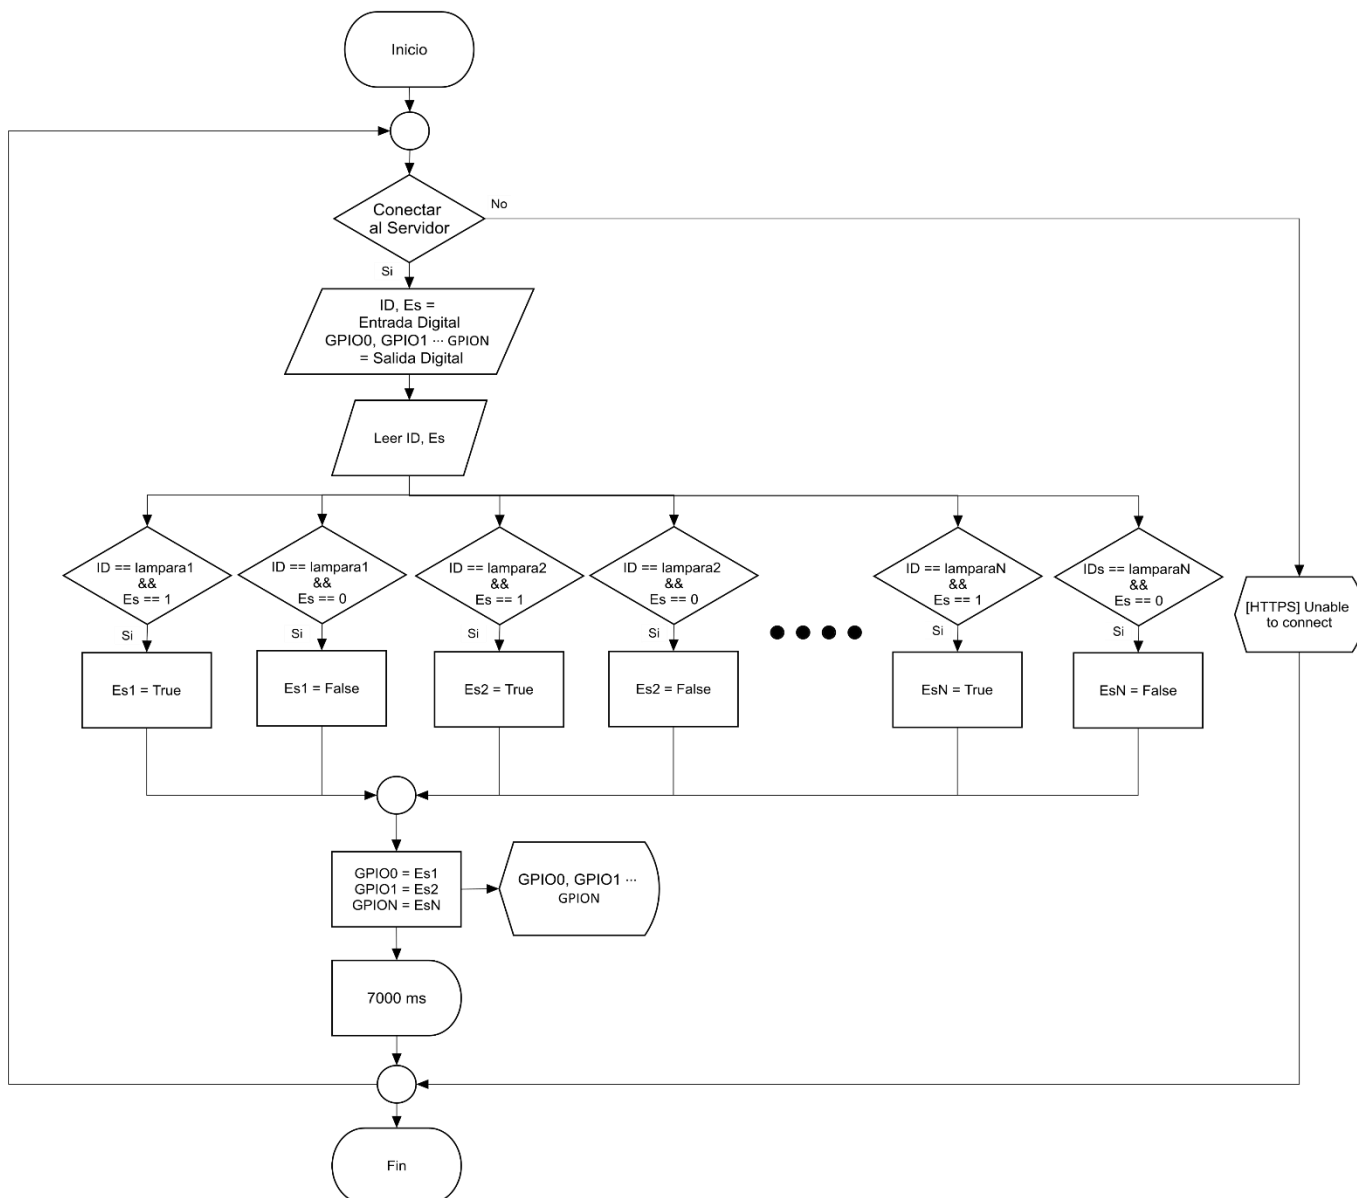 Inicio
Conectar
al Servidor
No
Si
ID, Es =
Entrada Digital
GPIO0, GPIO1 ··· GPION
= Salida Digital
Leer ID, Es
ID == lampara1
&&
Es == 1
ID == lampara1
&&
Es == 0
ID == lampara2
&&
Es == 1
ID == lampara2
&&
Es == 0
ID == lamparaN
&&
Es == 1
IDs == lamparaN
&&
Es == 0
[HTTPS] Unable
to connect
Si
Si
Si
Si
Si
Si
Es1 = True
Es1 = False
Es2 = True
Es2 = False
EsN = True
EsN = False
GPIO0 = Es1
GPIO1 = Es2
GPION = EsN
GPIO0, GPIO1 ···
GPION
7000 ms
Fin